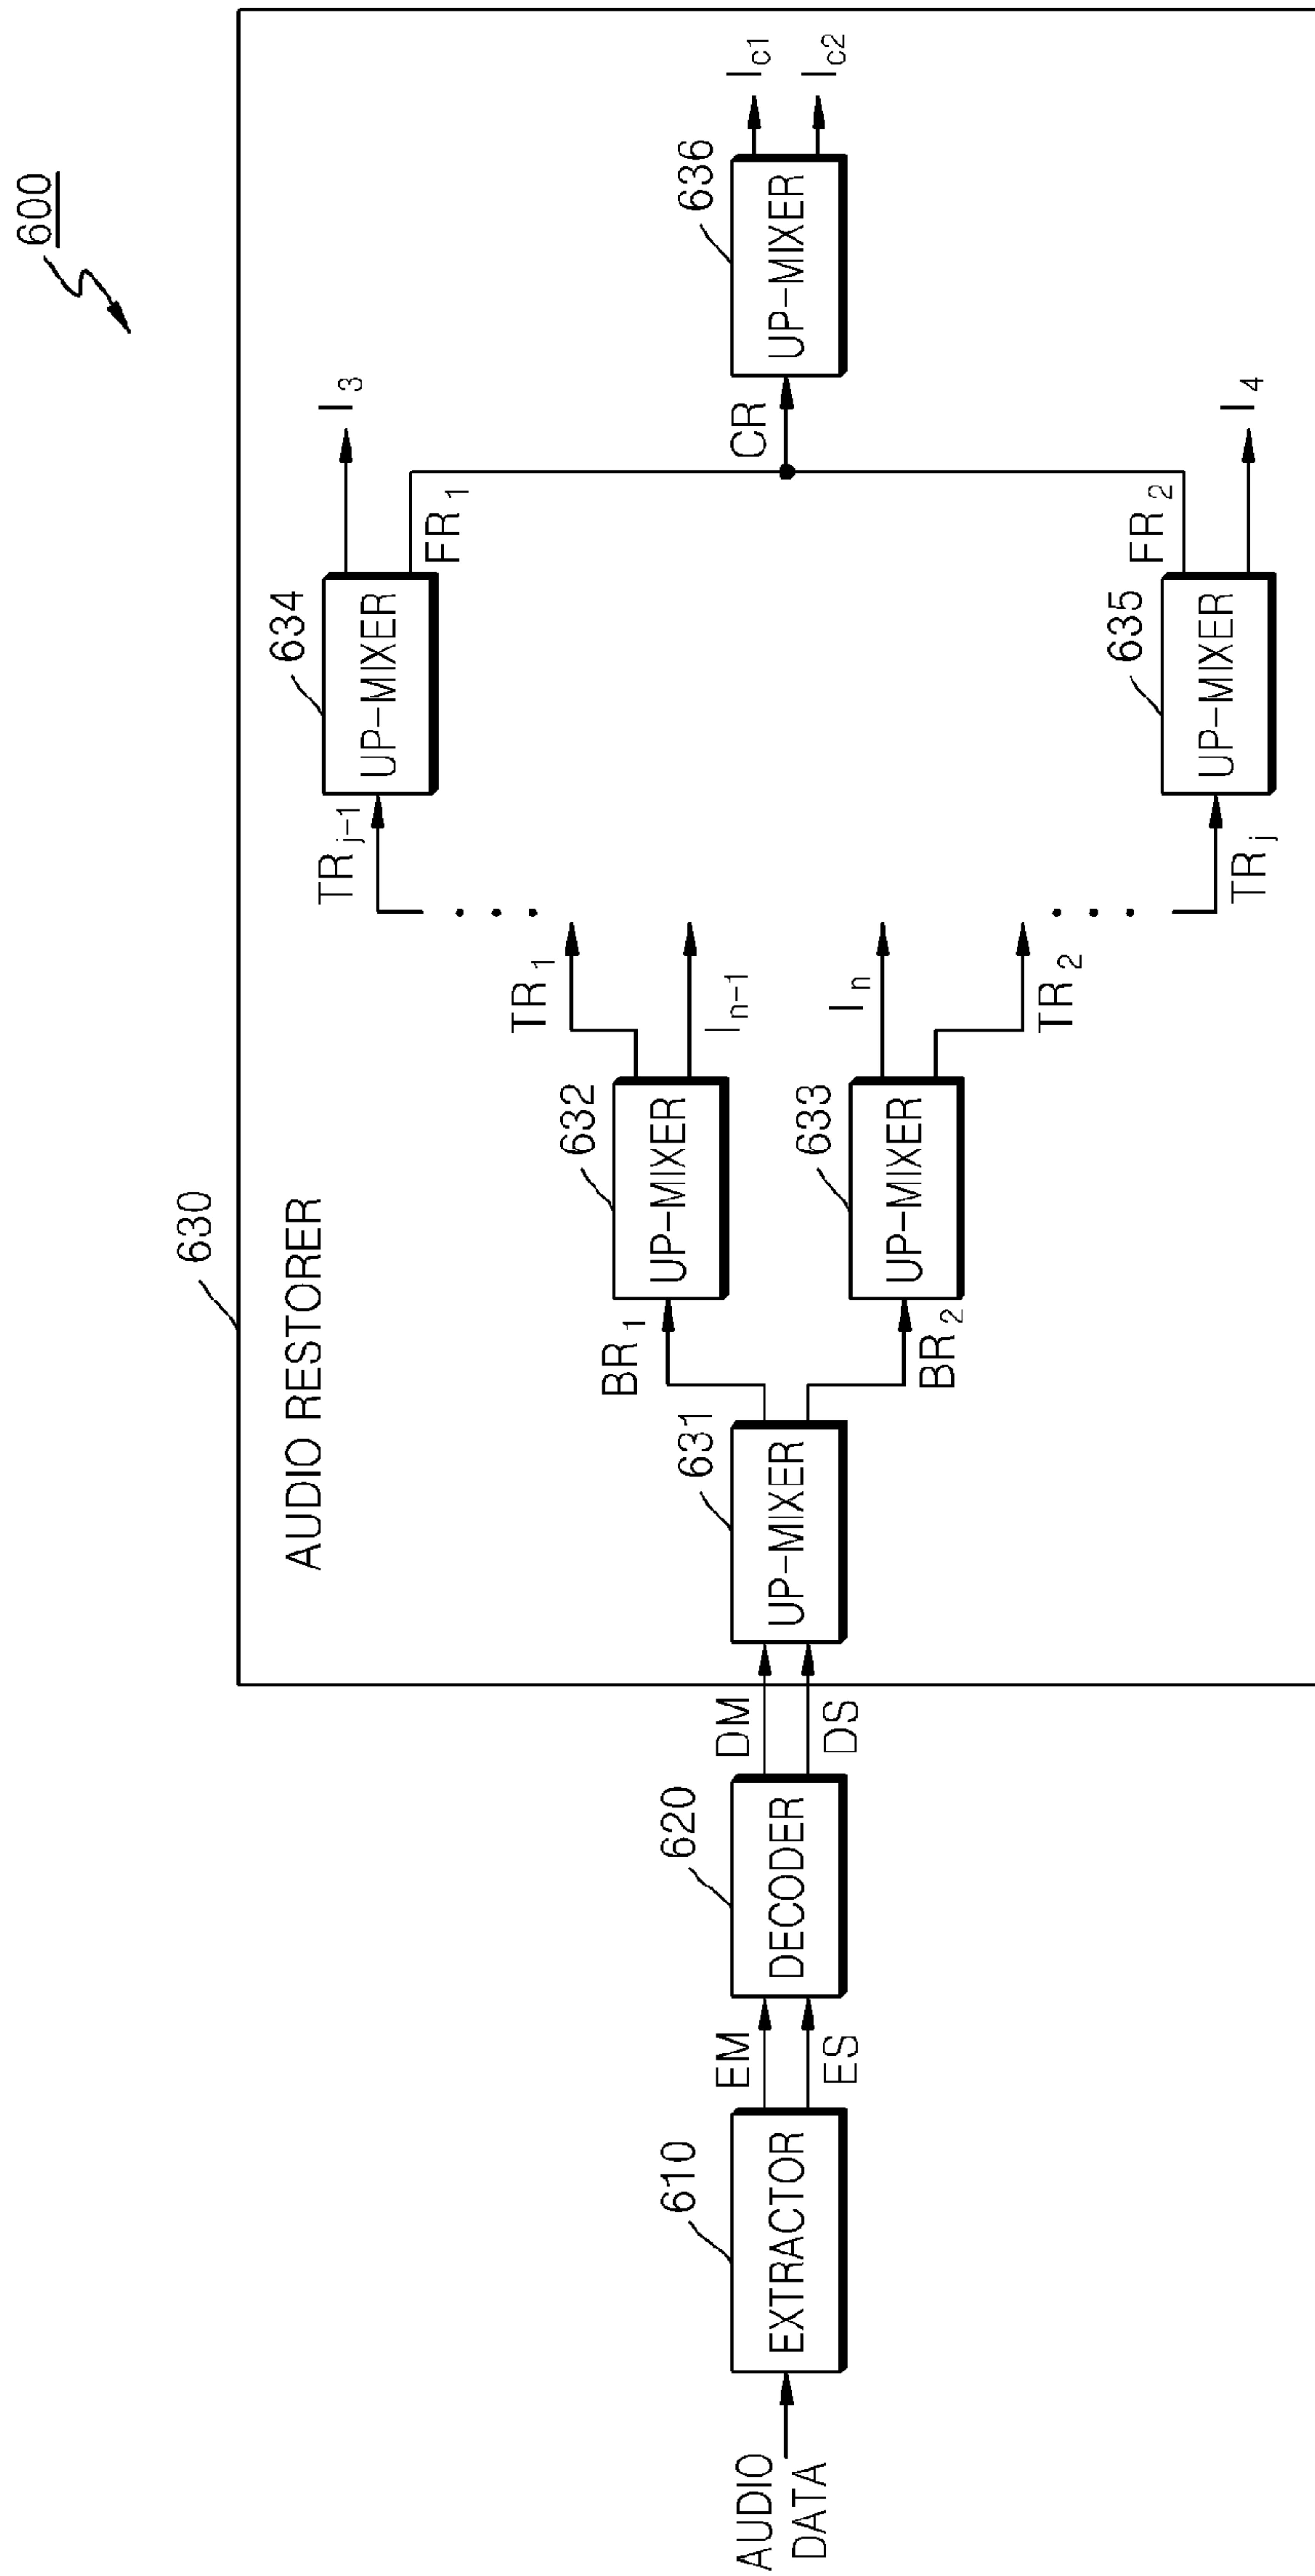 600
630
AUDIO RESTORER
AUDIO
DATA
610
EXTRACTOR
EM
ES
620
DECODER
DM
DS
631
UP-MIXER
BR1
BR2
632
UP-MIXER
633
UP-MIXER
TR1
In-1
In
TR2
TRj-1
TRj
634
UP-MIXER
635
UP-MIXER
I3
FR1
FR2
I4
CR
636
UP-MIXER
Ic1
Ic2